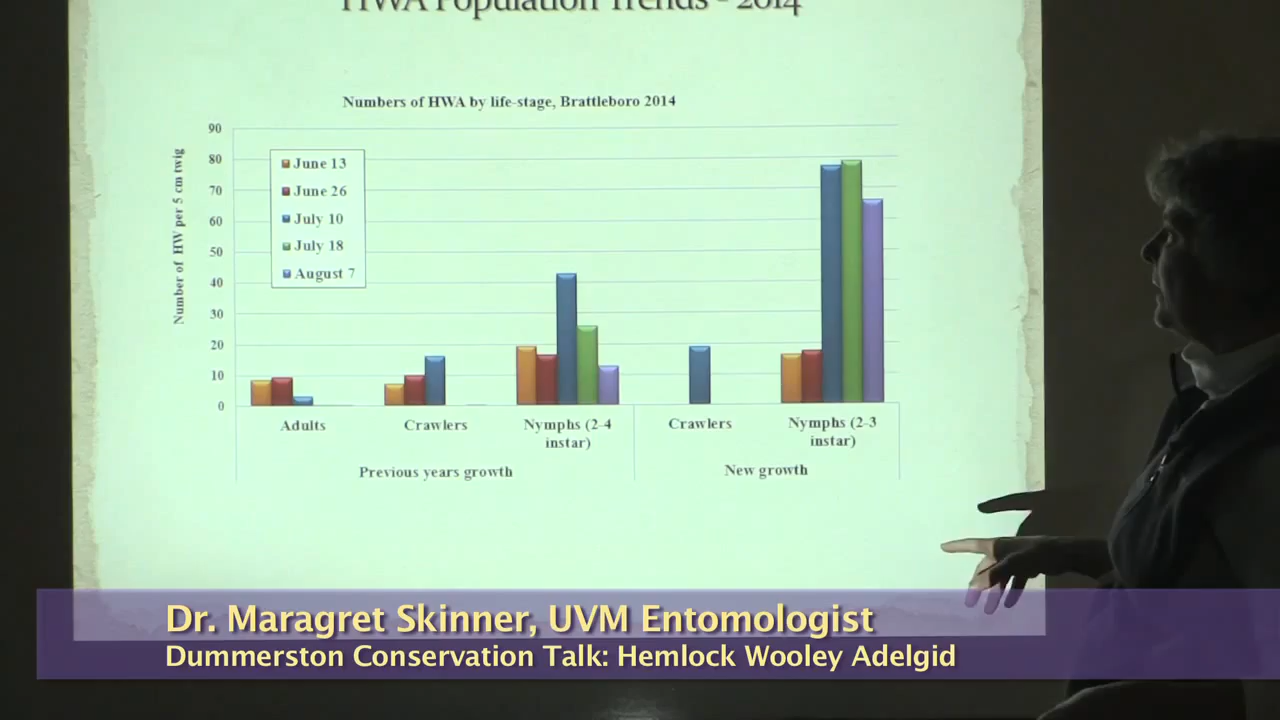 HWA Population Trends - 2014
Numbers of HWA by life-stage, Brattleboro 2014
Number of HW per 5 cm twig
90
80
70
60
50
40
30
20
10
0
June 13
June 26
July 10
July 18
August 7
Adults
Crawlers
Nymphs (2-4
instar)
Crawlers
Nymphs (2-3
instar)
Previous years growth
New growth
Dr. Maragret Skinner, UVM Entomologist
Dummerston Conservation Talk: Hemlock Wooley Adelgid